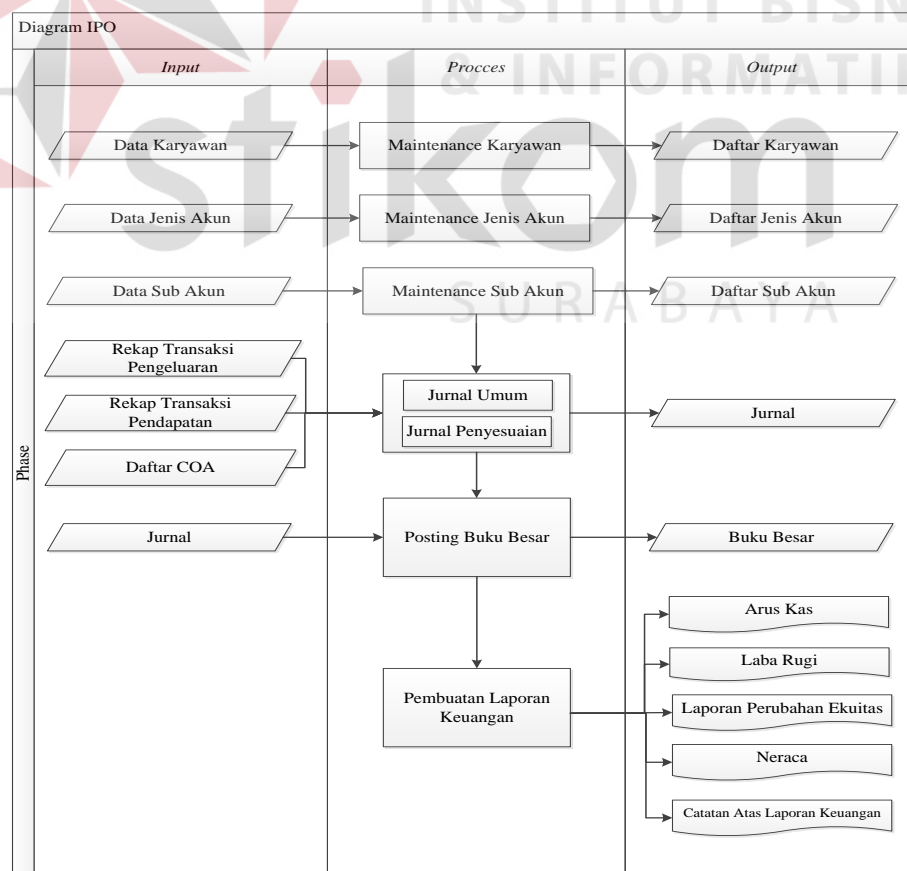 INSTITUT BISN
& INFORMATI
stikom
SURABAYA
Diagram IPO
Phase
Input
Procces
Output
Data Karyawan
Maintenance Karyawan
Daftar Karyawan
Data Jenis Akun
Maintenance Jenis Akun
Daftar Jenis Akun
Data Sub Akun
Maintenance Sub Akun
Daftar Sub Akun
Rekap Transaksi
Pengeluaran
Rekap Transaksi
Pendapatan
Daftar COA
Jurnal Umum
Jurnal Penyesuaian
Jurnal
Jurnal
Posting Buku Besar
Buku Besar
Pembuatan Laporan
Keuangan
Arus Kas
Laba Rugi
Laporan Perubahan Ekuitas
Neraca
Catatan Atas Laporan Keuangan